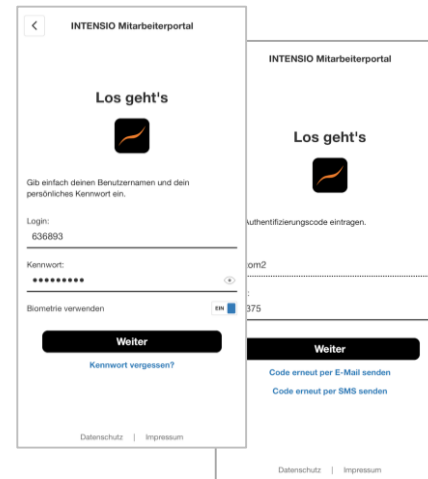 INTENSIO Mitarbeiterportal
Los geht's
Gib einfach deinen Benutzernamen und dein
persönliches Kennwort ein.
Login:
636893
Kennwort:
•••••••••
Biometrie verwenden
EIN
Weiter
Kennwort vergessen?
Datenschutz | Impressum
INTENSIO Mitarbeiterportal
Los geht's
Authentifizierungscode eintragen.
om2
:
375
Weiter
Code erneut per E-Mail senden
Code erneut per SMS senden
Datenschutz | Impressum